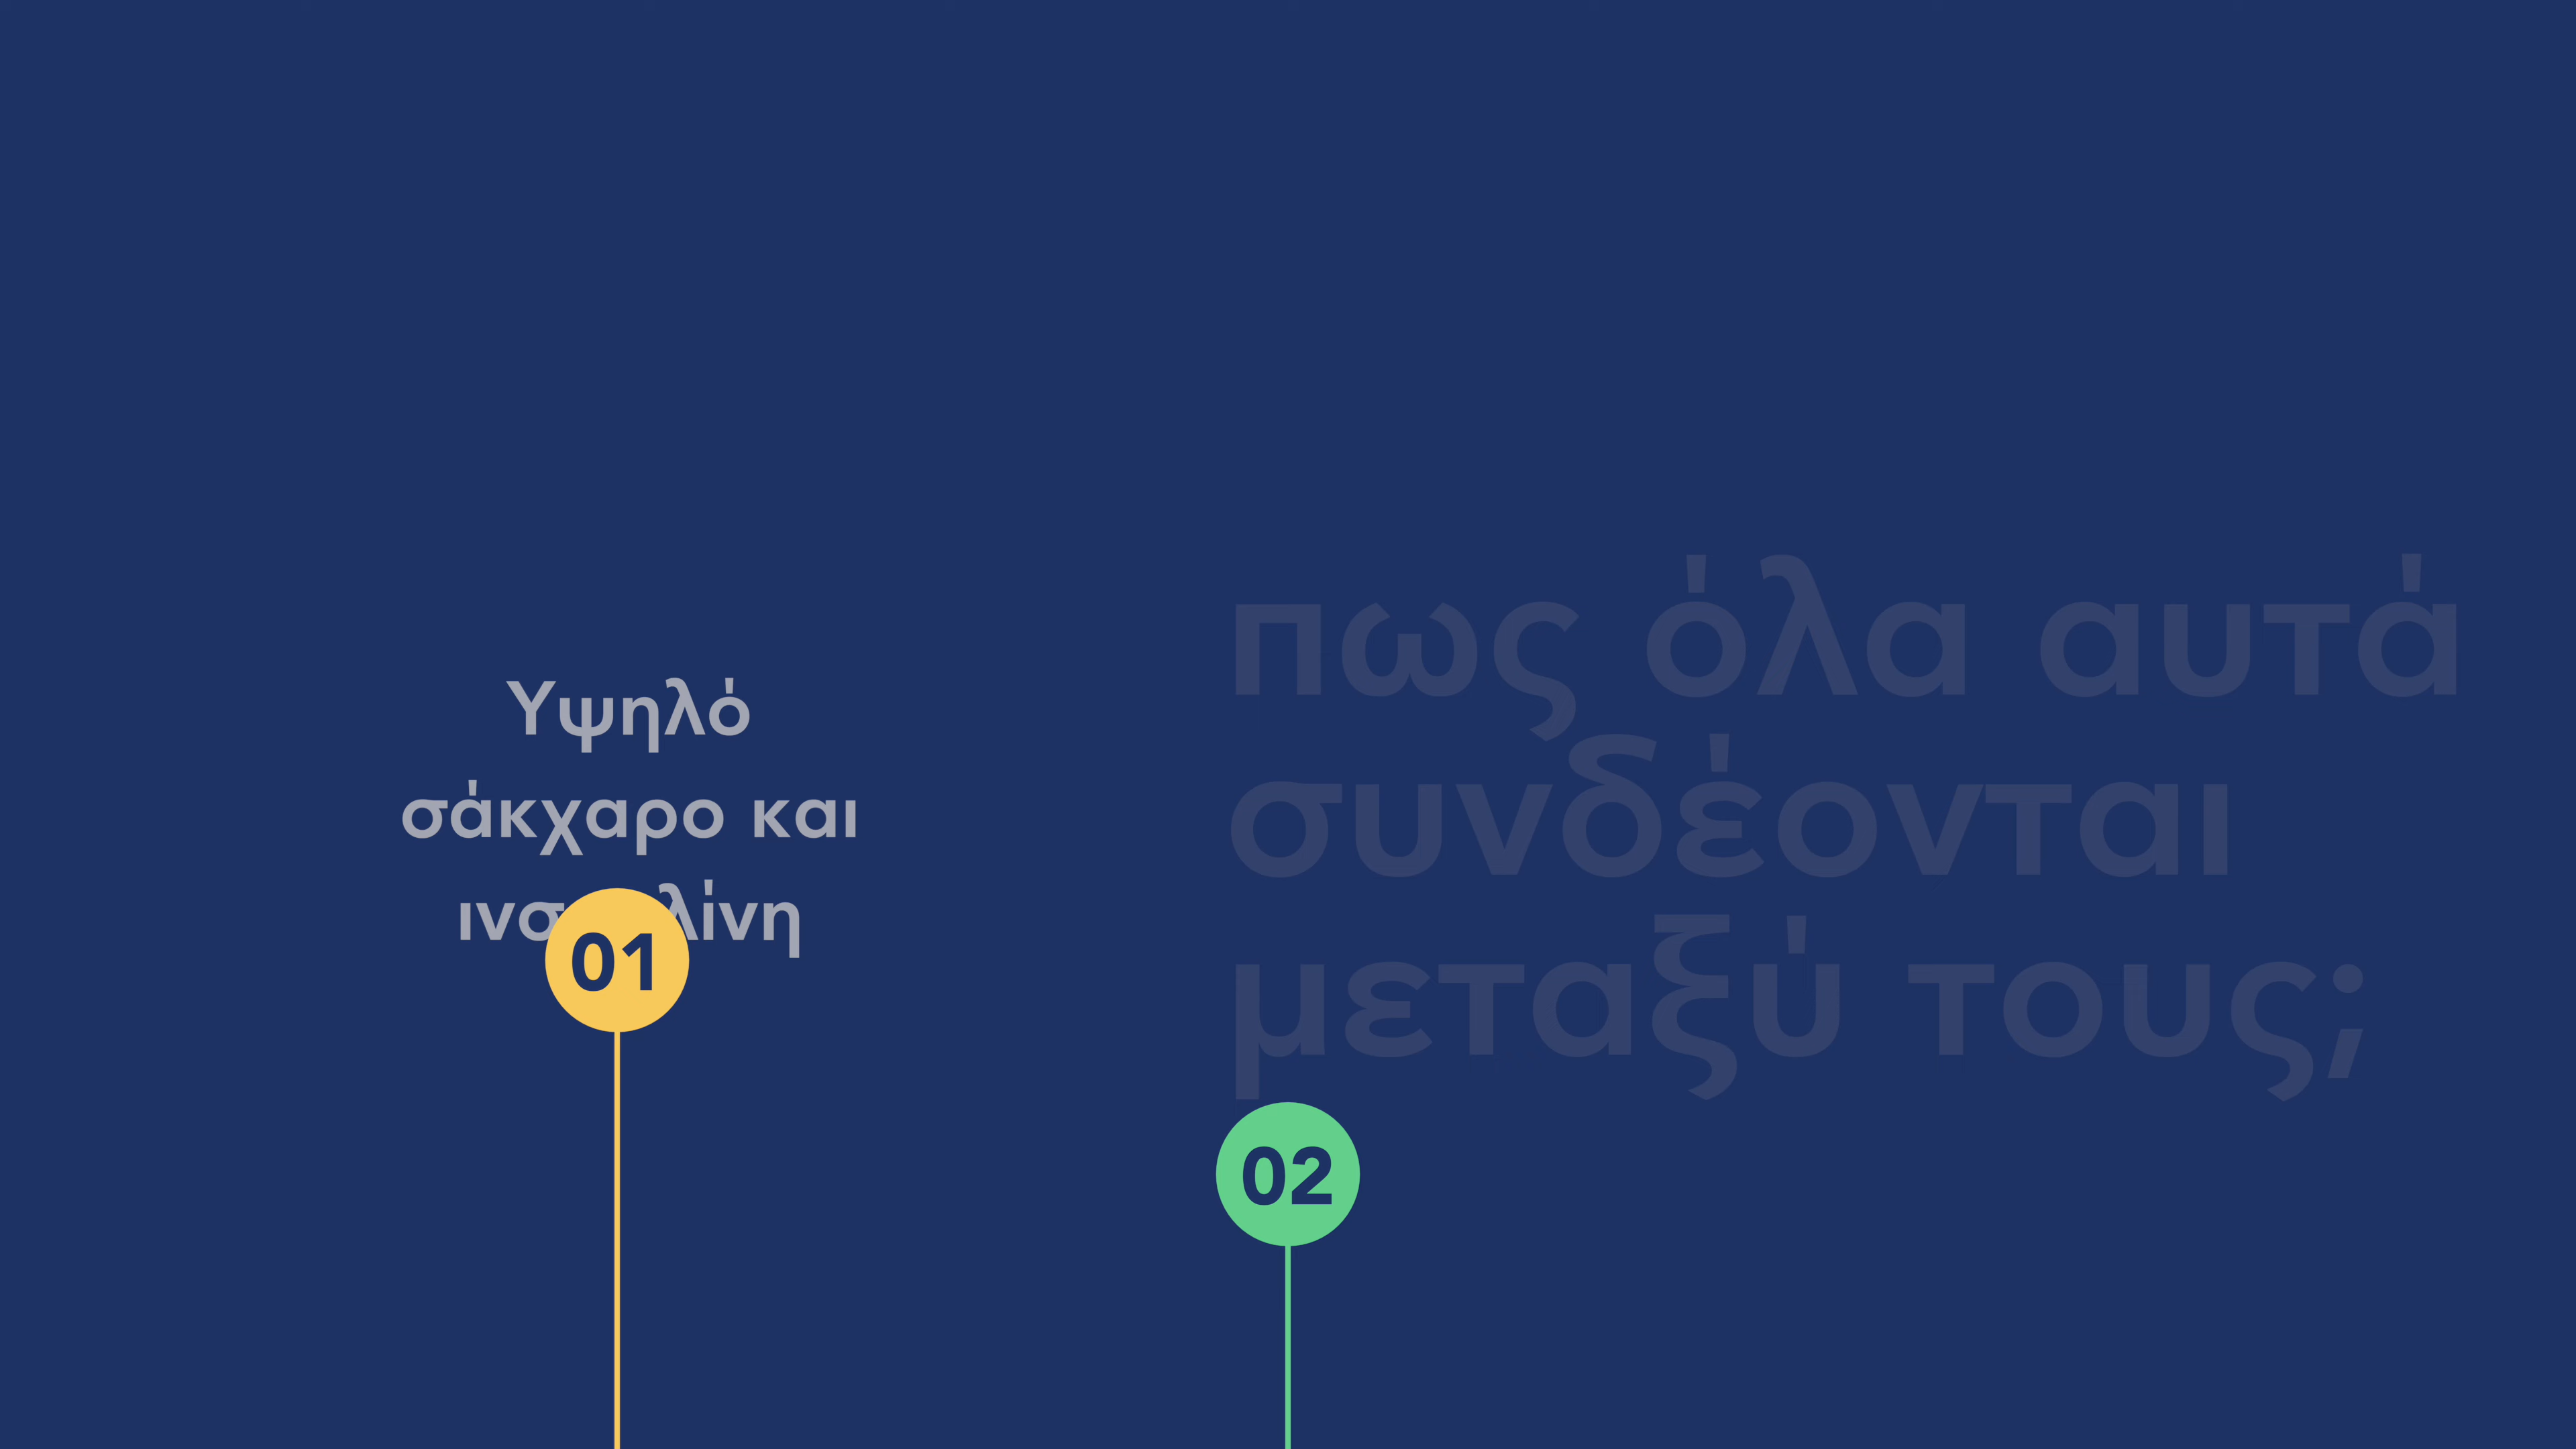 Υψηλό
σάκχαρο και
01
πως όλα αυτά
συνδέονται
μεταξύ τους;
02